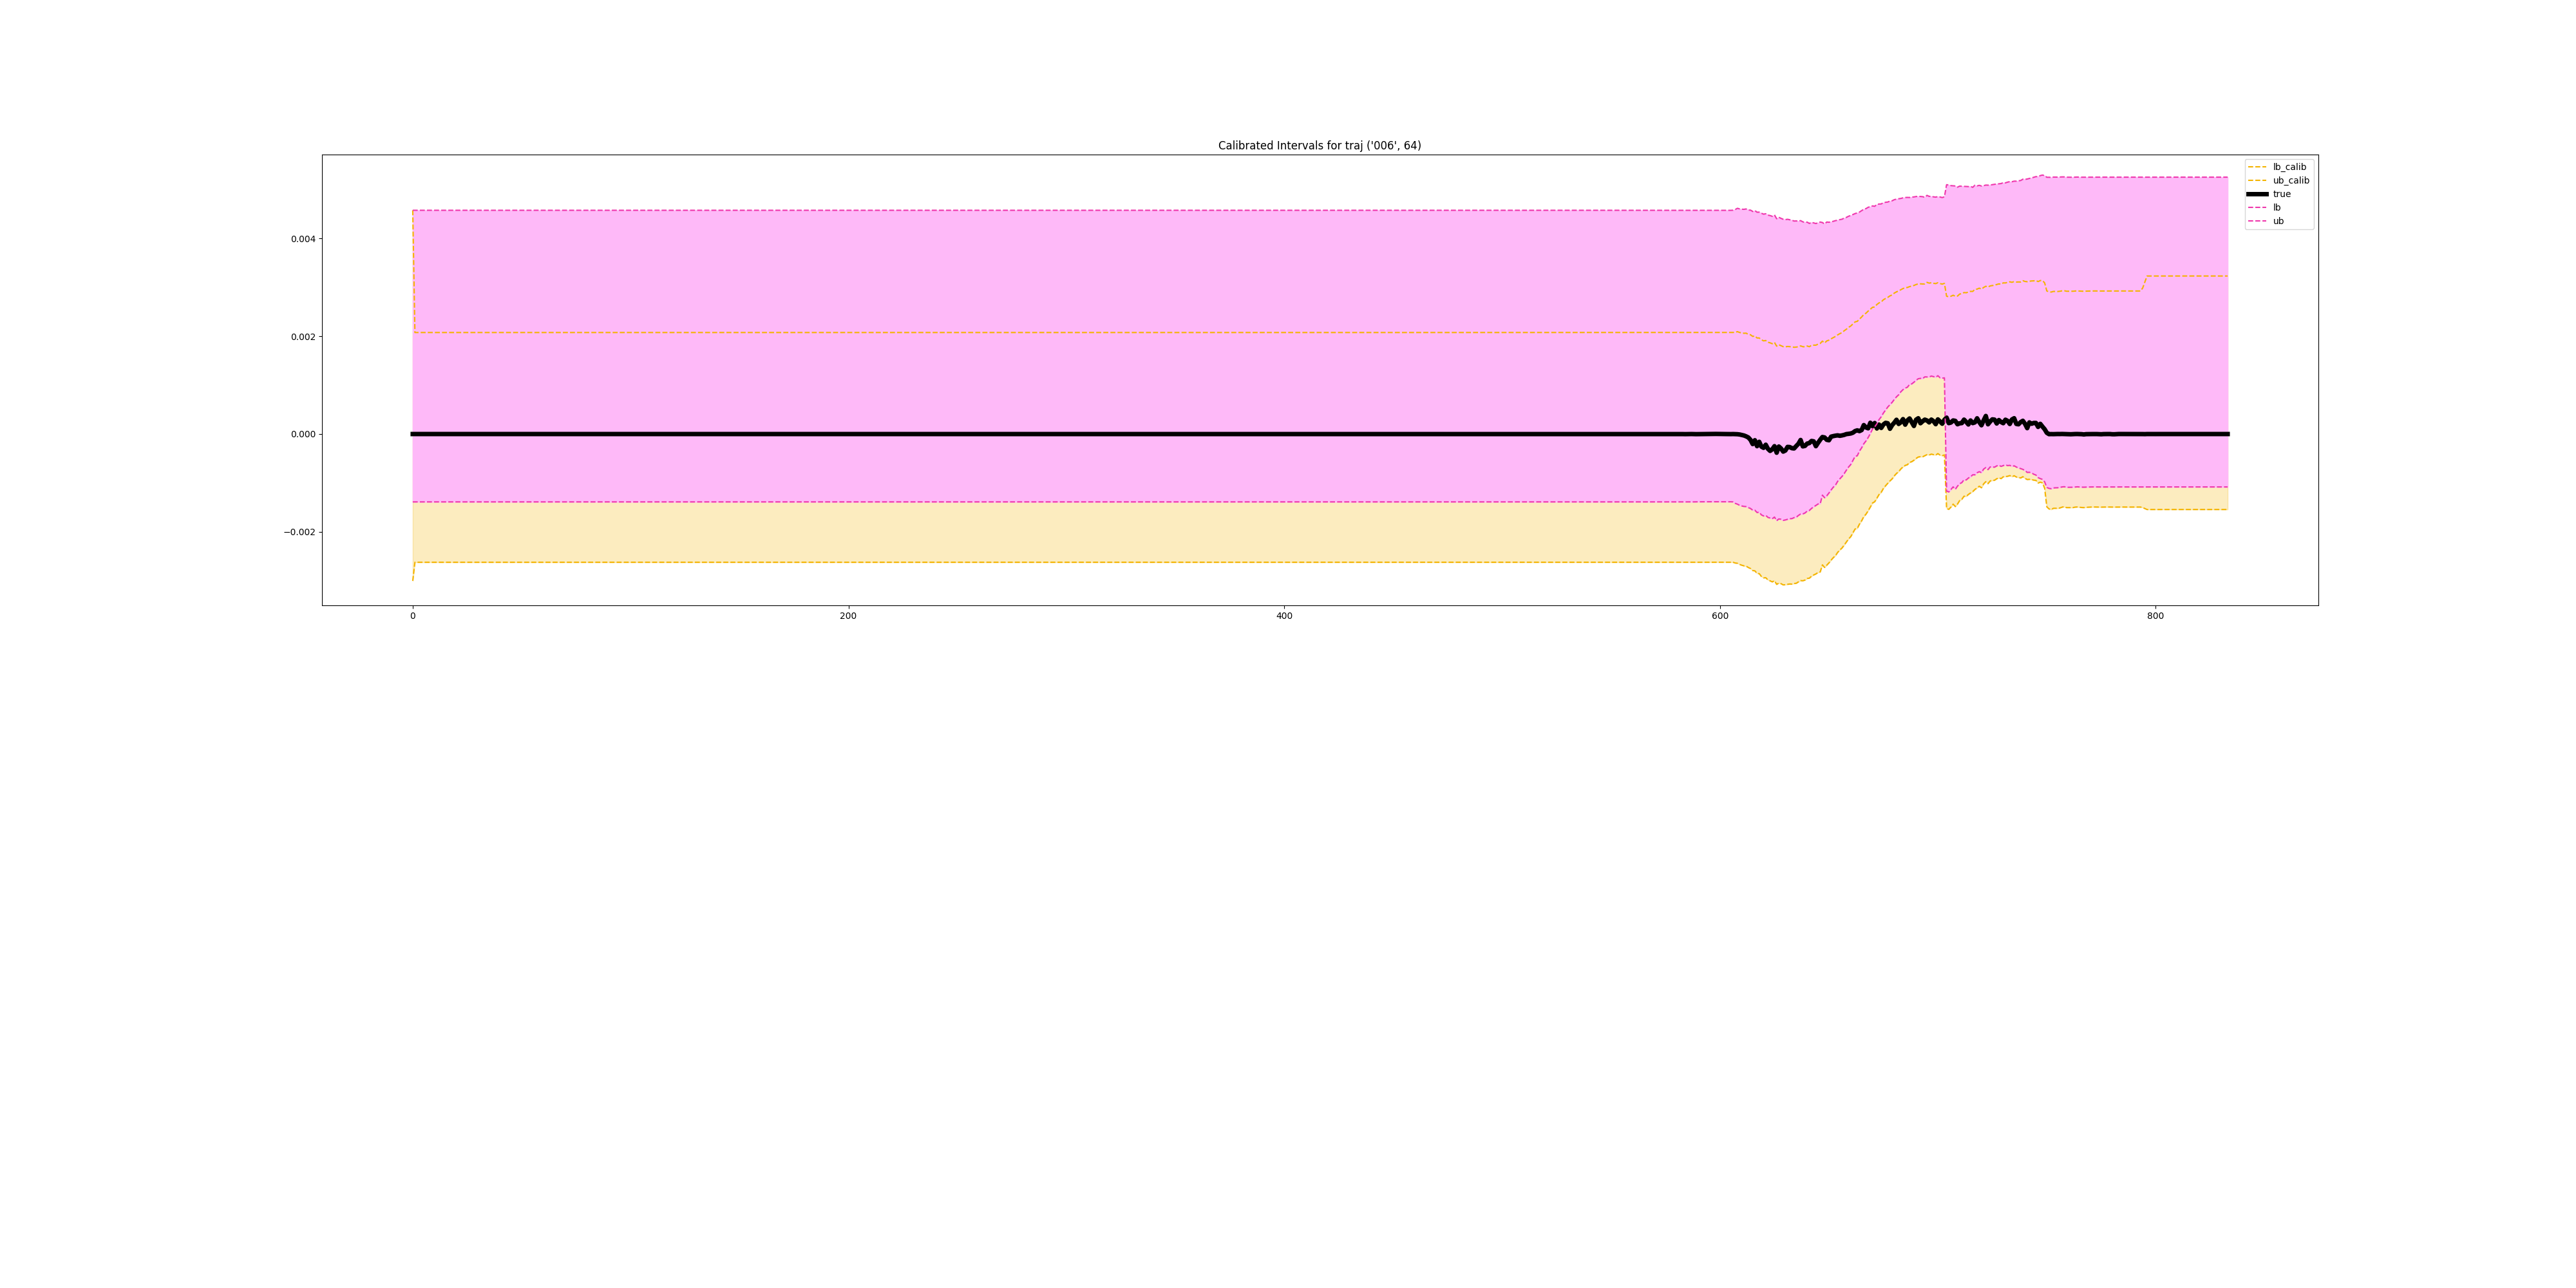 Calibrated Intervals for traj ('006', 64)
lb_calib
ub_calib
true
lb
ub
0.004
0.002
0.000
−0.002
0 200 400 600 800